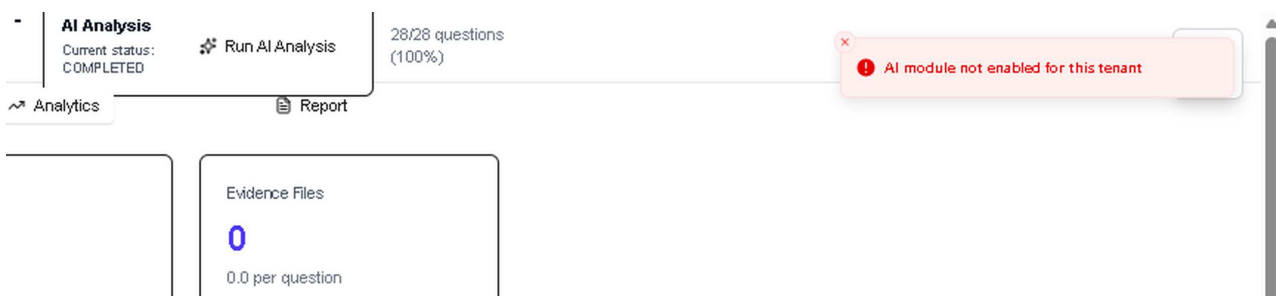 -
AI Analysis
Current status:
COMPLETED
Run AI Analysis
28/28 questions
(100%)
AI module not enabled for this tenant
Analytics
Report
Evidence Files
0
0.0 per question